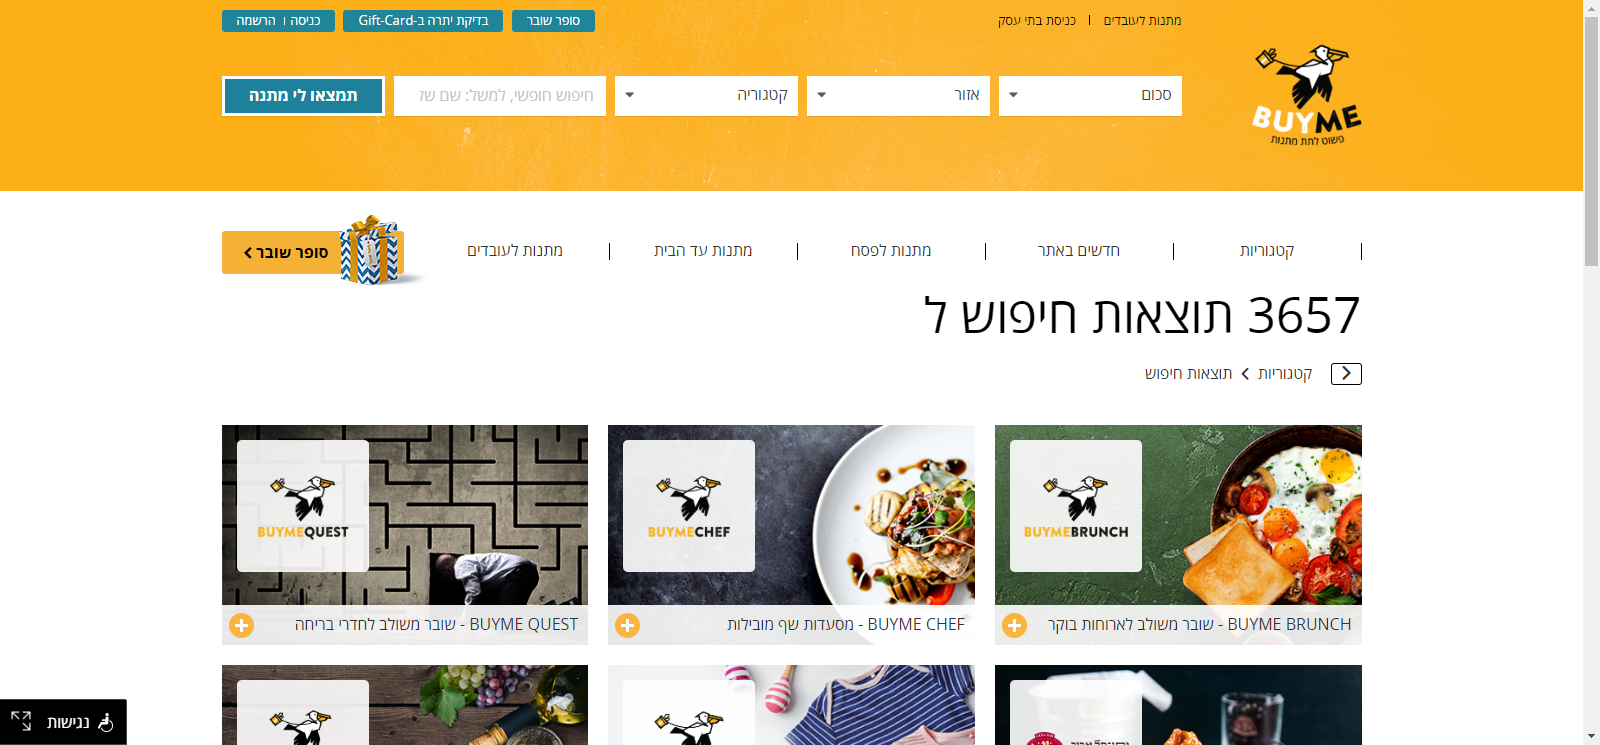 מתנות לעובדים | כניסת בתי עסק
סופר שובר
בדיקת יתרה ב-Gift-Card
כניסה | הרשמה
BUYME
פשוט לתת מתנות
סכום
אזור
קטגוריה
חיפוש חופשי, למשל: שם של
תמצאו לי מתנה
קטגוריות
חדשים באתר
מתנות לפסח
מתנות עד הבית
מתנות לעובדים
סופר שובר
3657 תוצאות חיפוש ל
קטגוריות
תוצאות חיפוש
BUYMEBRUNCH
BUYME BRUNCH - שובר משולב לארוחות בוקר
BUYMECHEF
BUYME CHEF - מסעדות שף מובילות
BUYMEQUEST
BUYME QUEST - שובר משולב לחדרי בריחה
נגישות